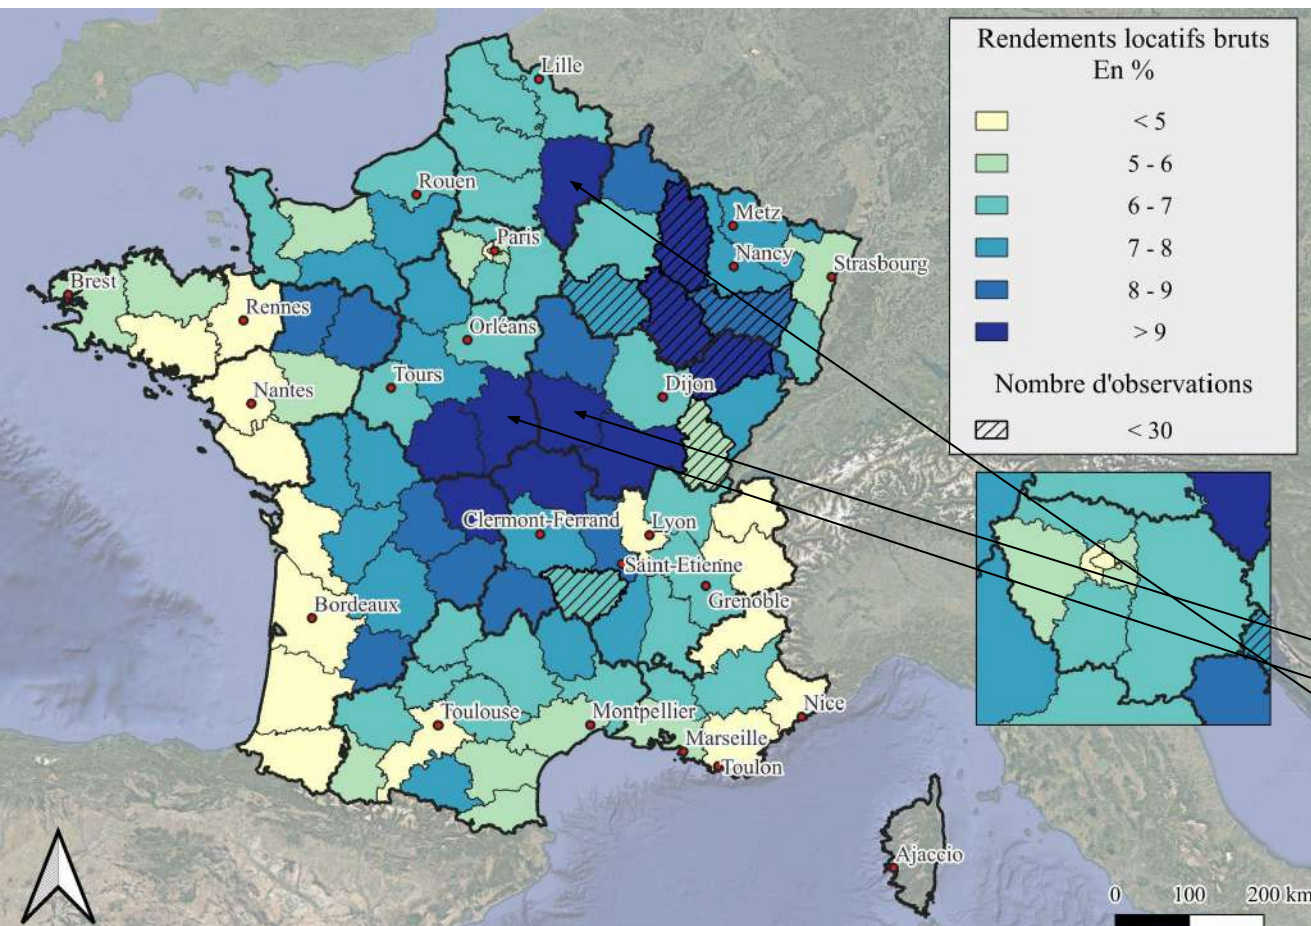 Rendements locatifs bruts
En %
< 5
5 - 6
6 - 7
7 - 8
8 - 9
> 9
Nombre d'observations
< 30
Lille
Rouen
Metz
Paris
Nancy
Strasbourg
Brest
Rennes
Orléans
Nantes
Tours
Dijon
Clermont-Ferrand
Lyon
Saint-Etienne
Grenoble
Bordeaux
Toulouse
Montpellier
Nice
Marseille
Toulon
Ajaccio
0 100 200 km